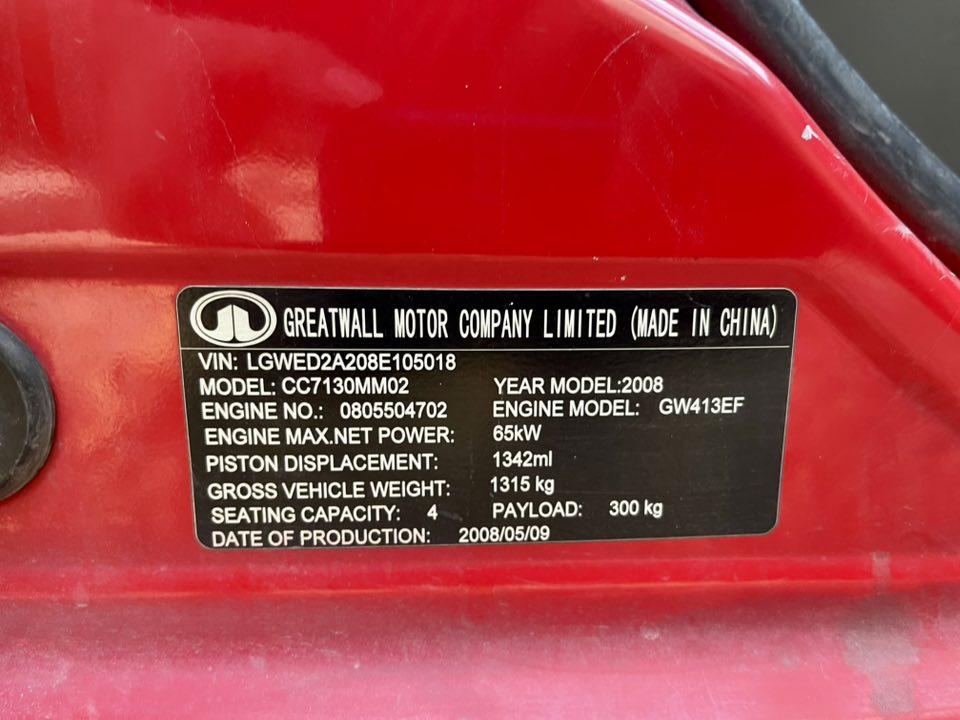 GREATWALL MOTOR COMPANY LIMITED (MADE IN CHINA)
VIN: LGWED2A208E105018
MODEL: CC7130MM02 YEAR MODEL:2008
ENGINE NO.: 0805504702 ENGINE MODEL: GW413EF
ENGINE MAX.NET POWER: 65kW
PISTON DISPLACEMENT: 1342ml
GROSS VEHICLE WEIGHT: 1315 kg
SEATING CAPACITY: 4 PAYLOAD: 300 kg
DATE OF PRODUCTION: 2008/05/09